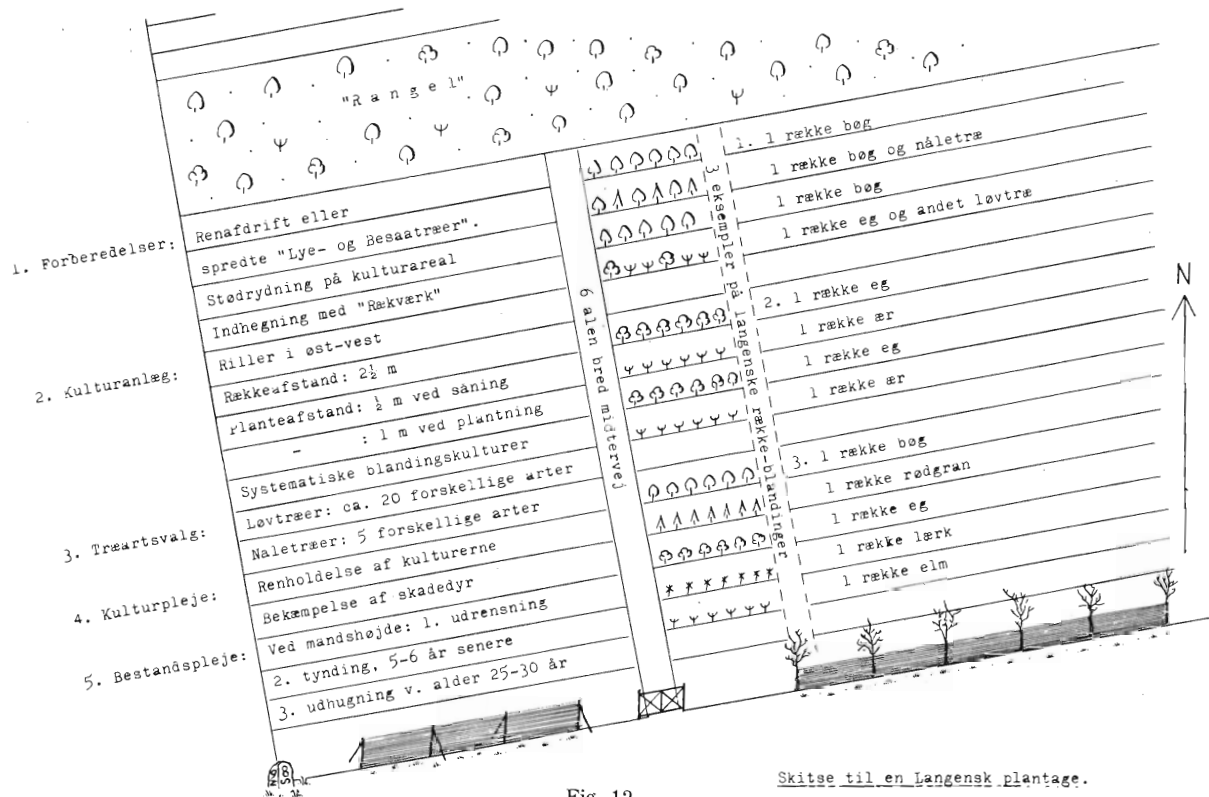 "Rangel"
1. Forberedelser:
Renafdrift eller
spredte "Lye- og Besaatræer".
Stødrydning på kulturareal
Indhegning med "Rækværk"
2. Kulturanlæg:
Riller i øst-vest
Rækkeafstand: 2½ m
Planteafstand: ½ m ved såning
- : 1 m ved plantning
3. Træartsvalg:
Systematiske blandingskulturer
Løvtræer: ca. 20 forskellige arter
Naletræer: 5 forskellige arter
4. Kulturpleje:
Renholdelse af kulturerne
Bekæmpelse af skadedyr
5. Bestandspleje:
Ved mandshøjde: 1. udrensning
2. tynding, 5-6 år senere
3. udhugning v. alder 25-30 år
6 alen bred midtervej
3 eksempler på langenske række-blandinger
1. 1 række bøg
1 række bøg og nåletræ
1 række bøg
1 række eg og andet løvtræ
2. 1 række eg
1 række ær
1 række eg
1 række ær
3. 1 række bøg
1 række rødgran
1 række eg
1 række lærk
1 række elm
N
Skitse til en Langensk plantage.
Fig. 12